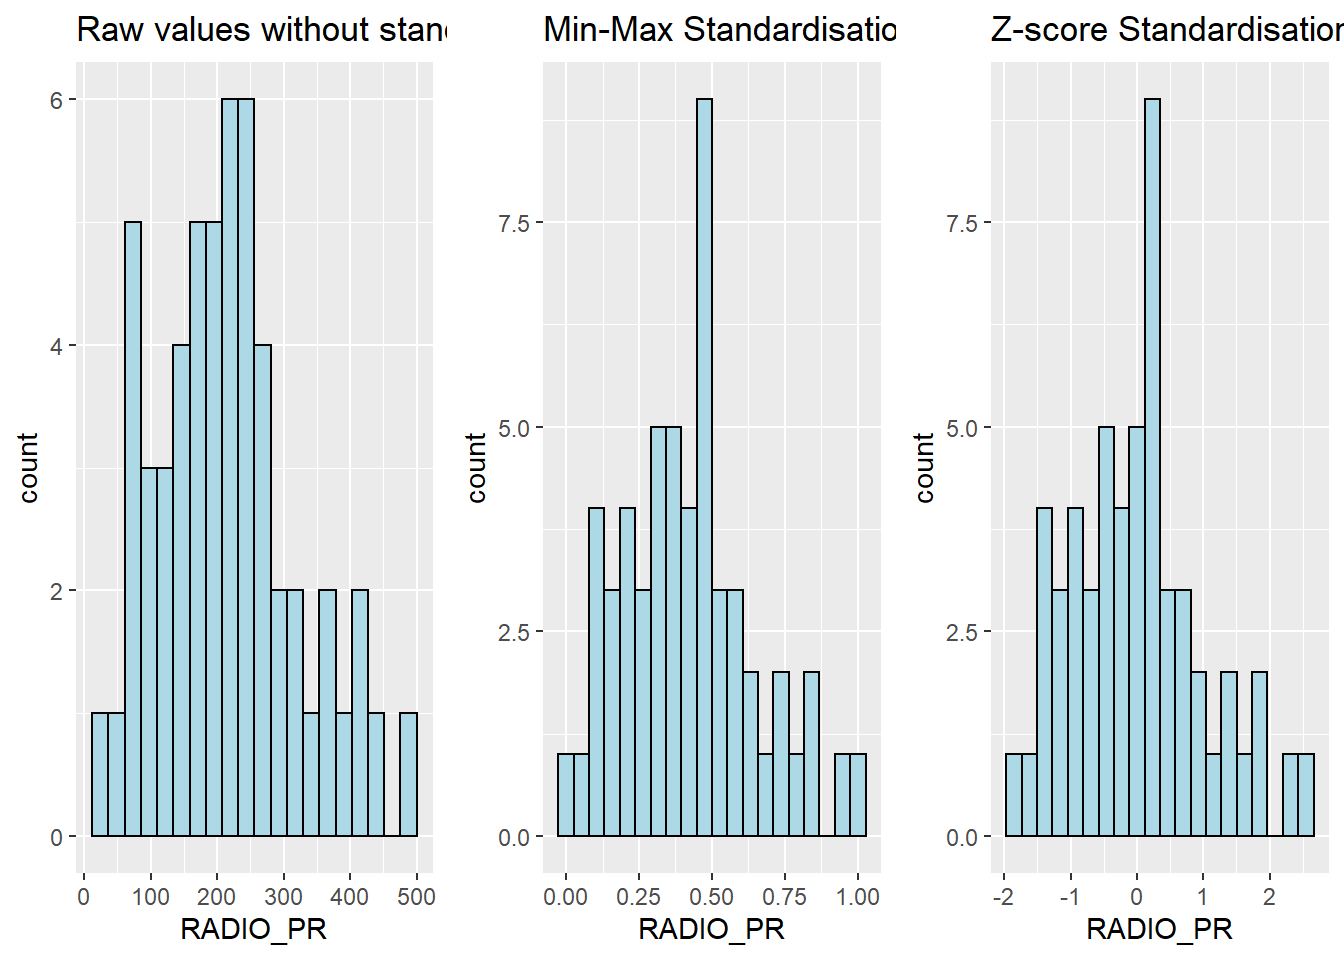 Raw values without stan
6
4
2
0
count
0 100 200 300 400 500
RADIO_PR
Min-Max Standardisatio
7.5
5.0
2.5
0.0
count
0.00 0.25 0.50 0.75 1.00
RADIO_PR
Z-score Standardisation
7.5
5.0
2.5
0.0
count
-2 -1 0 1 2
RADIO_PR